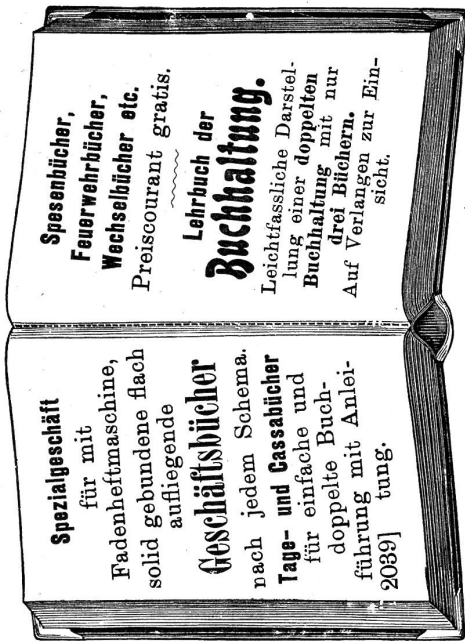 Spezialgeschäft
für mit
Fadenheftmaschine,
solid gebundene flach
aufliegende
Geschäftsbücher
nach jedem Schema.
Tage- und Cassabücher
für einfache und
doppelte Buch-
führung mit Anlei-
tung.
2039]
Spesenbücher,
Feuerwehrbücher,
Wechselbücher etc.
Preiscourant gratis.
Lehrbuch der
Buchhaltung.
Leichtfassliche Darstel-
lung einer doppelten
Buchhaltung mit nur
drei Büchern.
Auf Verlangen zur Ein-
sicht.